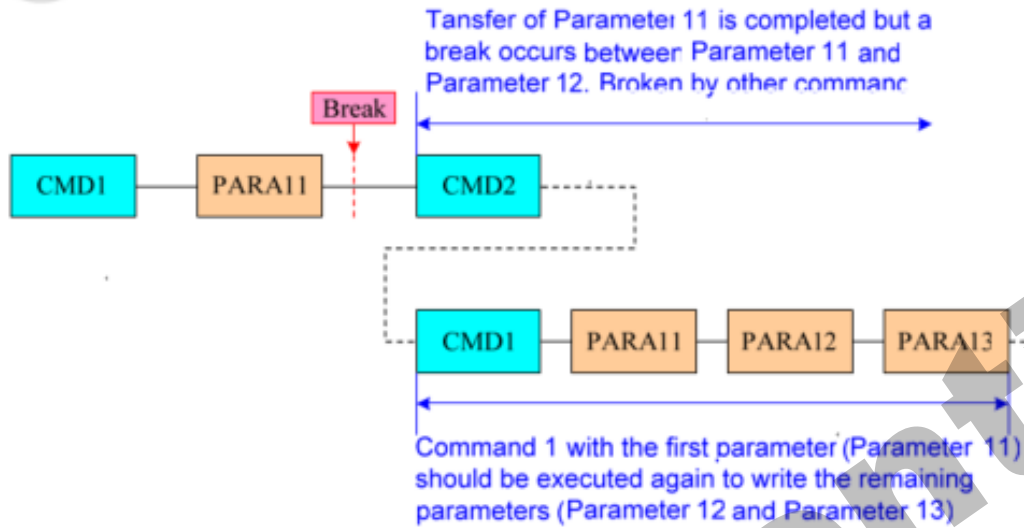 Tansfer of Parameter 11 is completed but a
break occurs between Parameter 11 and
Parameter 12. Broken by other command
Break
CMD1 PARA11 CMD2
CMD1 PARA11 PARA12 PARA13
Command 1 with the first parameter (Parameter 11)
should be executed again to write the remaining
parameters (Parameter 12 and Parameter 13)